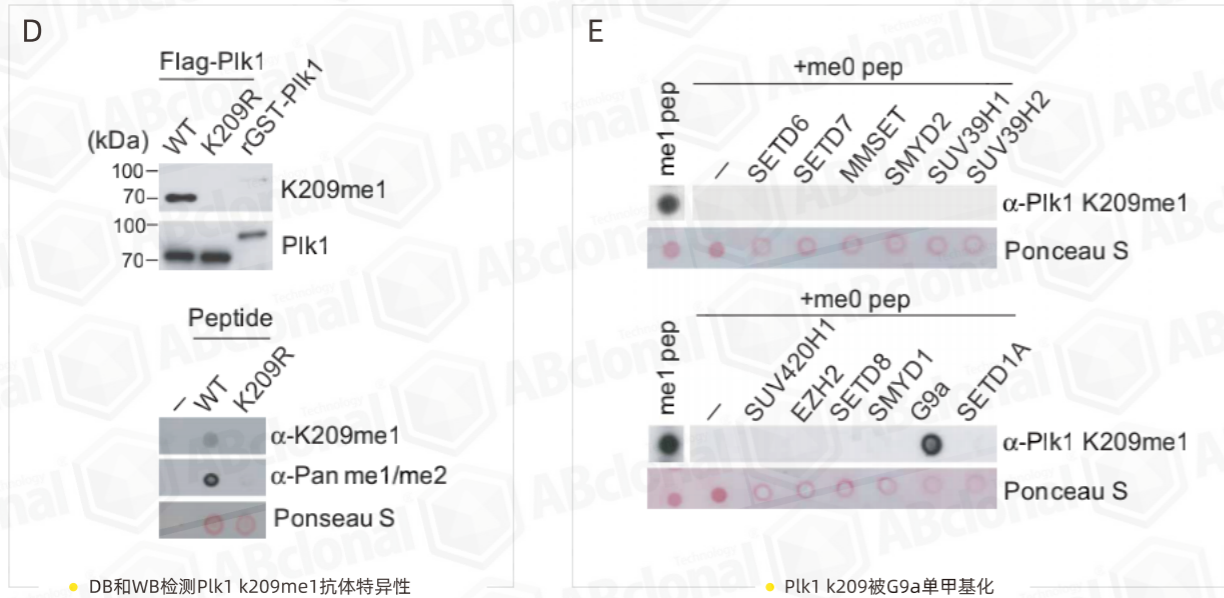 D
Flag-Plk1
(kDa)
WT
K209R
rGST-Plk1
100
70
K209me1
100
70
Plk1
Peptide
–
WT
K209R
α-K209me1
α-Pan me1/me2
Ponseau S
DB和WB检测Plk1 k209me1抗体特异性
E
+me0 pep
me1 pep
–
SETD6
SETD7
MMSET
SMYD2
SUV39H1
SUV39H2
α-Plk1 K209me1
Ponceau S
+me0 pep
me1 pep
–
SUV420H1
EZH2
SETD8
SMYD1
G9a
SETD1A
α-Plk1 K209me1
Ponceau S
Plk1 k209被G9a单甲基化
ABclonal
Technology